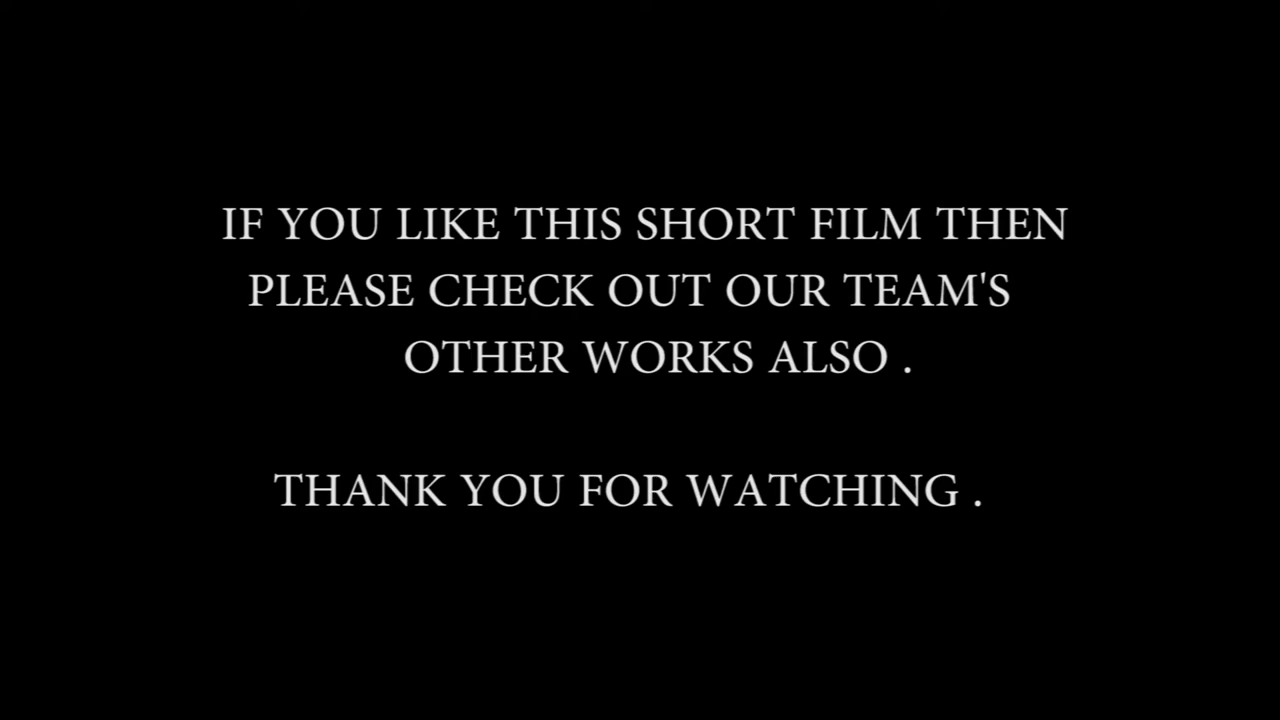 IF YOU LIKE THIS SHORT FILM THEN
PLEASE CHECK OUT OUR TEAM'S
OTHER WORKS ALSO .
THANK YOU FOR WATCHING .